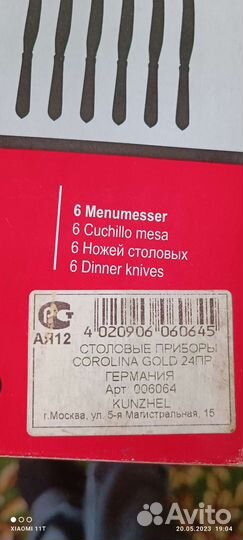 6 Menumesser
6 Cuchillo mesa
6 Ножей столовых
6 Dinner knives
РСТ
АЯ12
4 020906 060645
СТОЛОВЫЕ ПРИБОРЫ
COROLINA GOLD 24ПР.
ГЕРМАНИЯ
Арт. 006064
KUNZHEL
г.Москва, ул. 5-я Магистральная, 15
XIAOMI 11T
20.05.2023 19:04
Avito